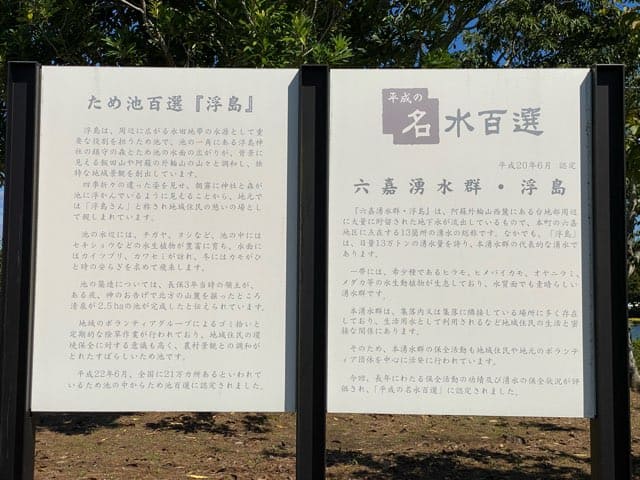 ため池百選『浮島』
浮島は、周辺に広がる水田地帯の水源として重
要な役割を担うため池で、池の一角にある浮島神
社の鎮守の森とため池の水面の広がりが、背景に
見える飯田山や阿蘇の外輪山の山々と調和し、独
特な地域景観を創出しています。
四季折々の違った姿を見せ、朝霧に神社と森が
池に浮かんでいるように見えることから、地元で
は「浮島さん」と称され地域住民の憩いの場とし
て親しまれています。
池の水辺には、チガヤ、ヨシなど、池の中には
セキショウなどの水生植物が豊富に育ち、水面に
はカイツブリ、カワセミが訪れ、冬にはカモがひ
と時の安らぎを求めて飛来します。
池の築造については、長保3年当時の領主が、
ある夜、神のお告げで北方の山麓を掘ったところ
清泉が2.5haの池が完成したと伝えられています。
地域のボランティアグループによるゴミ拾いと
定期的な除草作業が行われており、地域住民の環
境保全に対する意識も高く、農村景観との調和が
とれたすばらしいため池です。
平成22年6月、全国に21万カ所あるといわれて
いるため池の中からため池百選に認定されました。
平成の
名水百選
平成20年6月 認定
六嘉湧水群・浮島
『六嘉湧水群・浮島』は、阿蘇外輪山西麓にある台地部周辺
に大量に貯留された地下水が流出しているもので、本町の六嘉
地区に点在する13箇所の湧水の総称です。なかでも、「浮島」
は、日量13万トンの湧水量を誇り、本湧水群の代表的な湧水で
あります。
一帯には、希少種であるヒラモ、ヒメバイカモ、オヤニラミ、
メダカ等の水生動植物が生息しており、水質面でも素晴らしい
湧水群です。
本湧水群は、集落内又は集落に隣接している場所に多く存在
しており、生活用水として利用されるなど地域住民の生活と密
接な関係にあります。
そのため、本湧水群の保全活動も地域住民や地元のボランティ
ア団体を中心に活発に行われています。
今回、長年にわたる保全活動の功績及び湧水の保全状況が評
価され、「平成の名水百選」に認定されました。